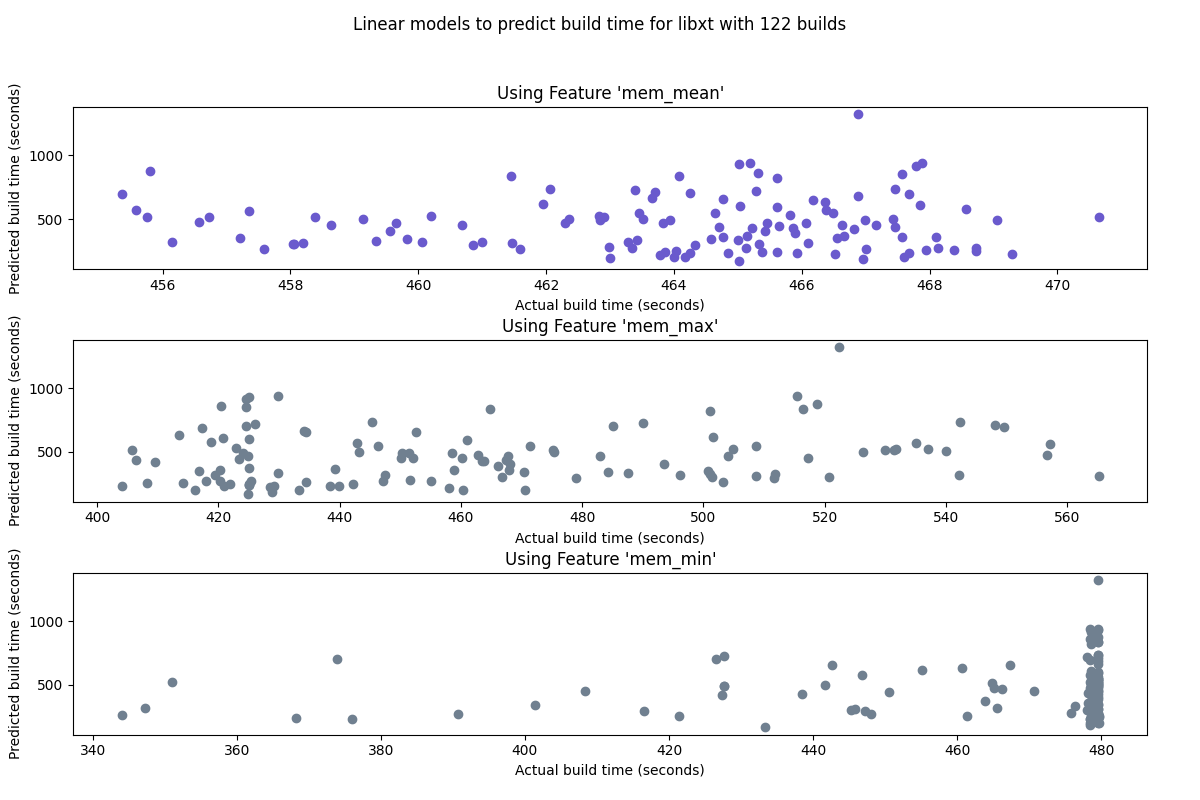 Linear models to predict build time for libxt with 122 builds
Using Feature 'mem_mean'
Predicted build time (seconds)
1000
500
456 458 460 462 464 466 468 470
Actual build time (seconds)
Using Feature 'mem_max'
Predicted build time (seconds)
1000
500
400 420 440 460 480 500 520 540 560
Actual build time (seconds)
Using Feature 'mem_min'
Predicted build time (seconds)
1000
500
340 360 380 400 420 440 460 480
Actual build time (seconds)